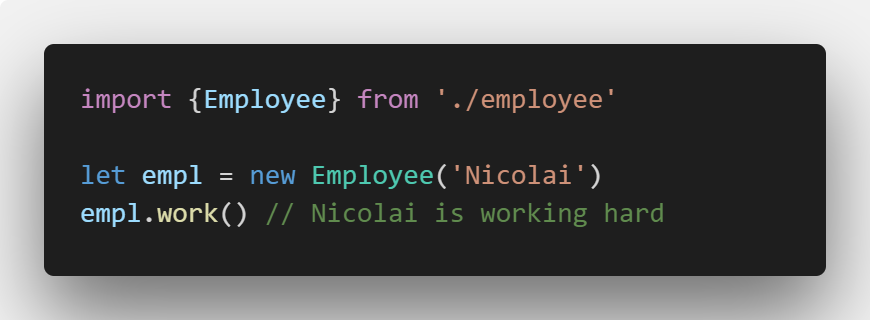 import {Employee} from './employee'
let empl = new Employee('Nicolai')
empl.work() // Nicolai is working hard